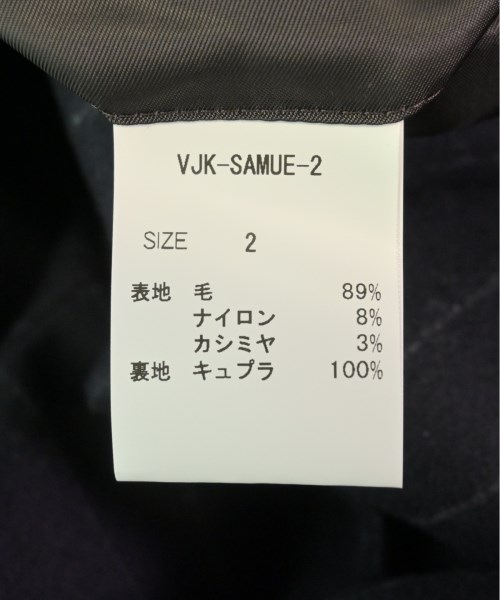 VJK-SAMUE-2
SIZE 2
表地 毛 89%
ナイロン 8%
カシミヤ 3%
裏地 キュプラ 100%